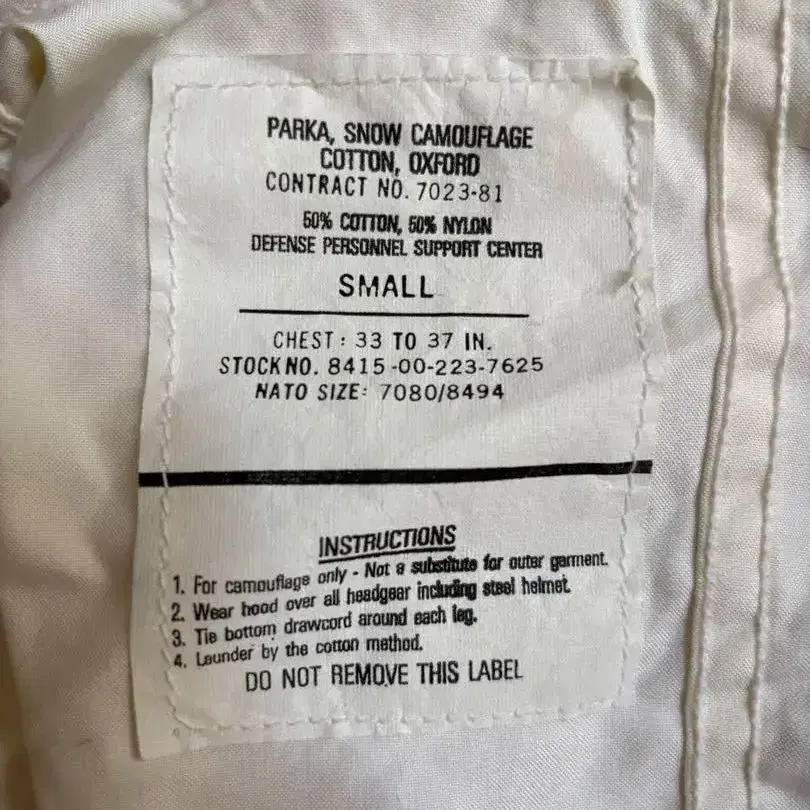 PARKA, SNOW CAMOUFLAGE
COTTON, OXFORD
CONTRACT NO. 7023-81
50% COTTON, 50% NYLON
DEFENSE PERSONNEL SUPPORT CENTER
SMALL
CHEST: 33 TO 37 IN.
STOCK NO. 8415-00-223-7625
NATO SIZE: 7080/8494
INSTRUCTIONS
1. For camouflage only - Not a substitute for outer garment.
2. Wear hood over all headgear including steel helmet.
3. Tie bottom drawcord around each leg.
4. Launder by the cotton method.
DO NOT REMOVE THIS LABEL